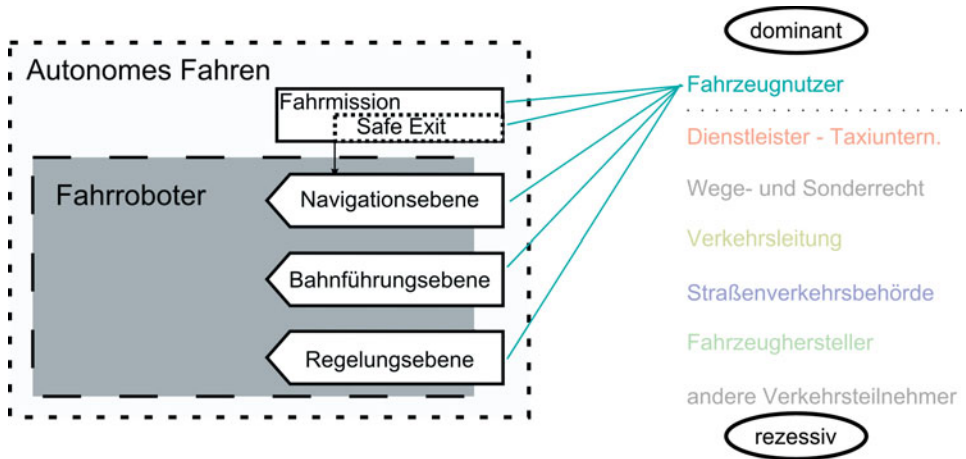 dominant
Autonomes Fahren
Fahrzeugnutzer
Fahrmission
Safe Exit
Dienstleister - Taxiuntern.
Fahrroboter
Navigationsebene
Wege- und Sonderrecht
Verkehrsleitung
Bahnführungsebene
Straßenverkehrsbehörde
Fahrzeughersteller
Regelungsebene
andere Verkehrsteilnehmer
rezessiv